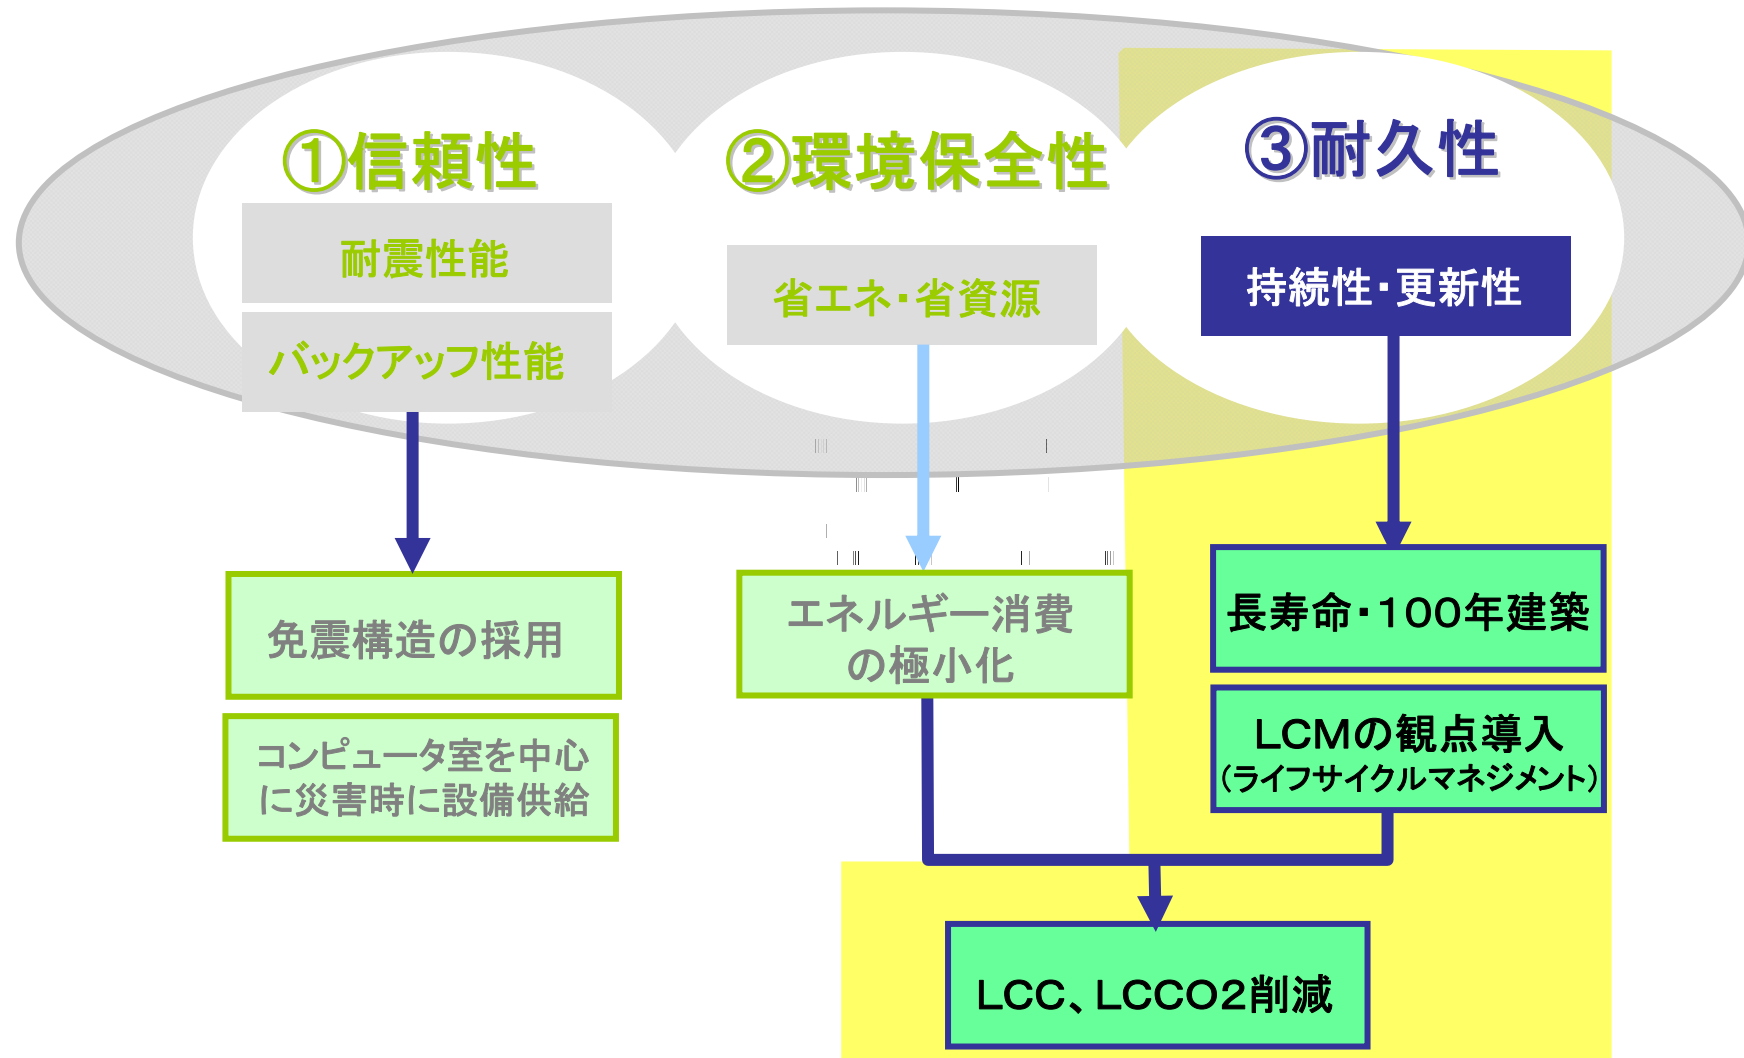 ①信頼性
耐震性能
バックアップ性能
免震構造の採用
コンピュータ室を中心
に災害時に設備供給
②環境保全性
省エネ・省資源
エネルギー消費
の極小化
③耐久性
持続性・更新性
長寿命・100年建築
LCMの観点導入
(ライフサイクルマネジメント)
LCC、LCCO2削減